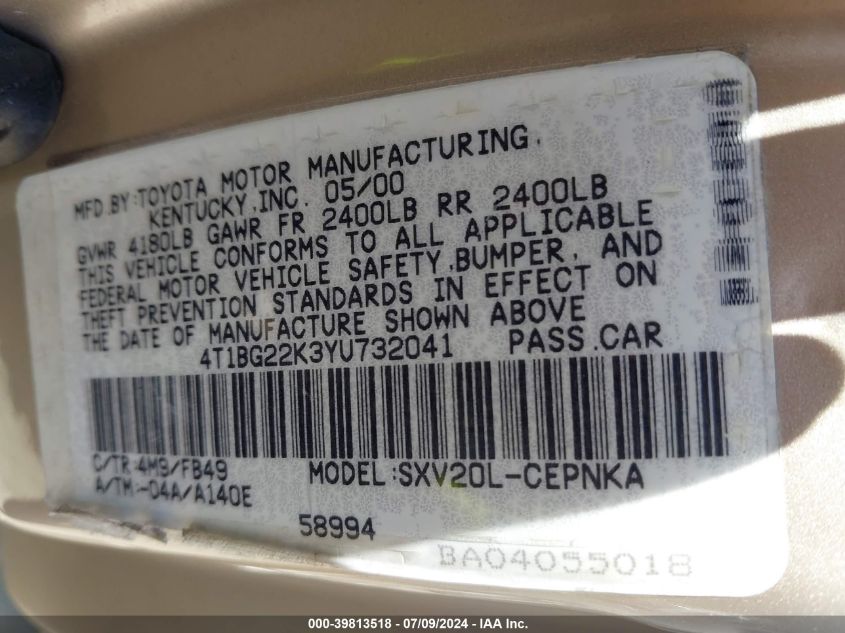 MFD.BY:TOYOTA MOTOR MANUFACTURING,
KENTUCKY,INC. 05/00
GVWR 4180LB GAWR FR 2400LB RR 2400LB
THIS VEHICLE CONFORMS TO ALL APPLICABLE
FEDERAL MOTOR VEHICLE SAFETY,BUMPER, AND
THEFT PREVENTION STANDARDS IN EFFECT ON
THE DATE OF MANUFACTURE SHOWN ABOVE
4T1BG22K3YU732041 PASS.CAR
C/TR:4M9/FB49 MODEL:SXV20L-CEPNKA
A/TM:-04A/A140E
58994
BA04055018
000-39813518 / 07/09/2024 - IAA Inc.